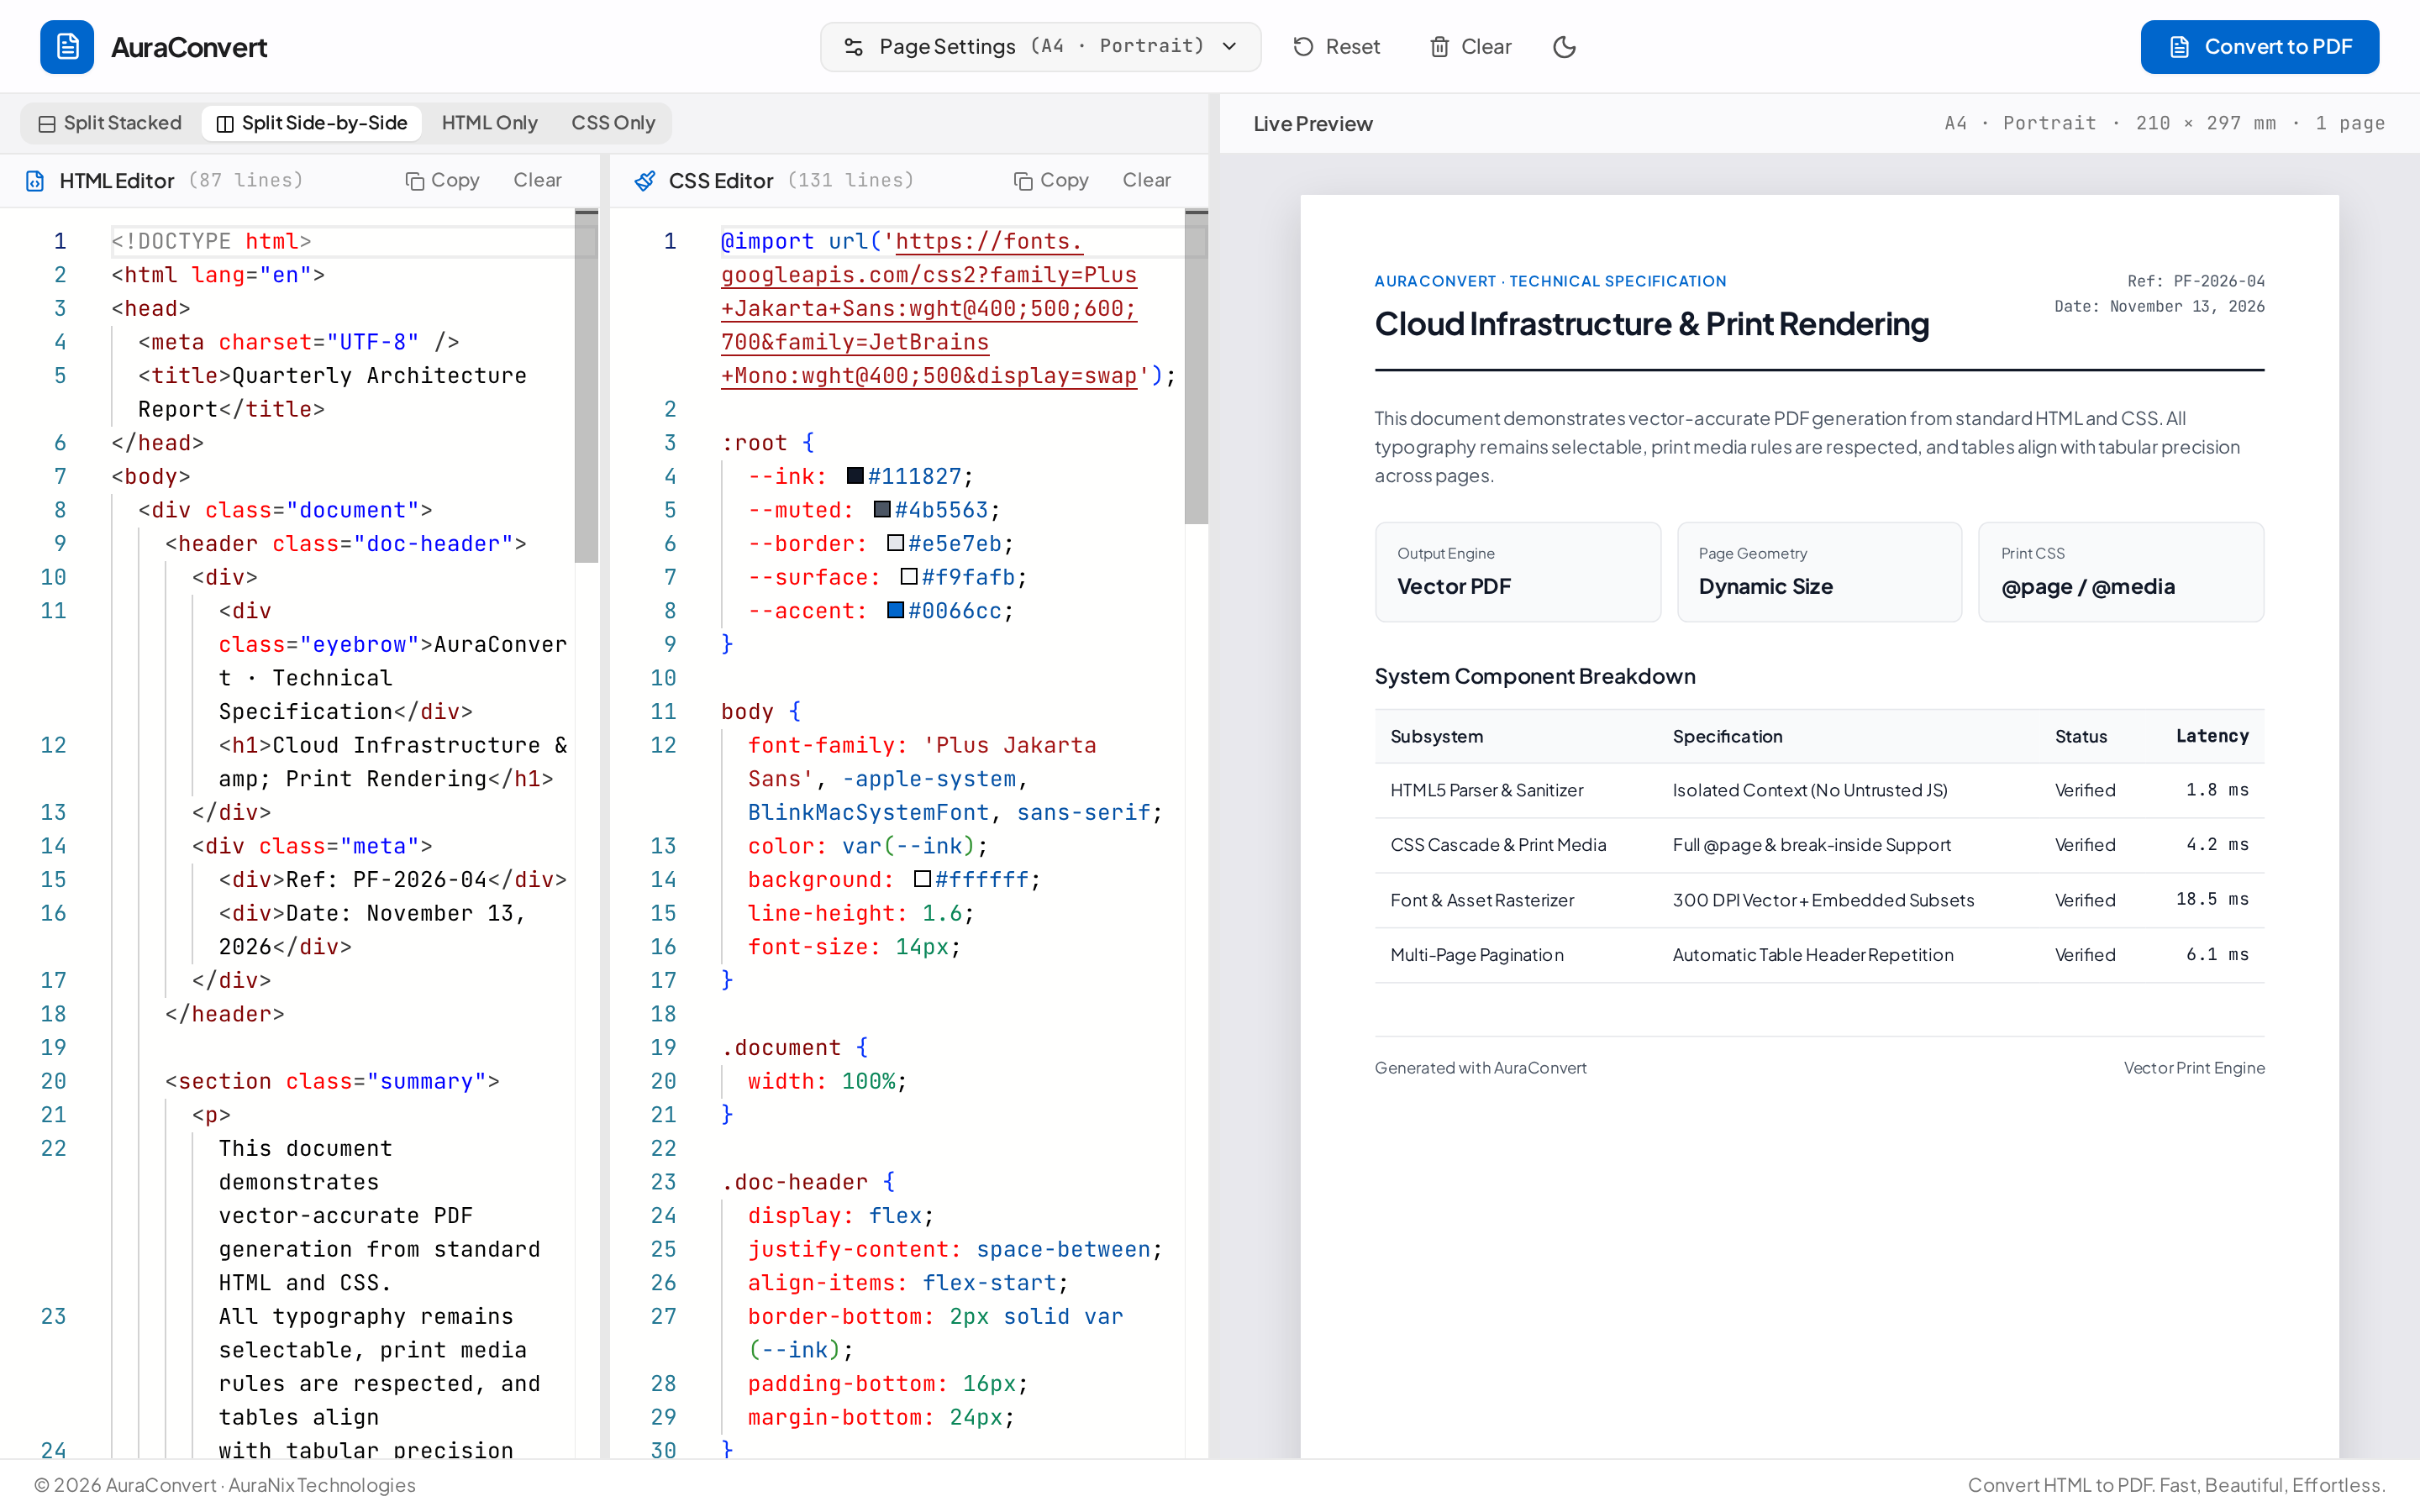 AuraConvert
Page Settings (A4 · Portrait)
Reset
Clear
Convert to PDF
Split Stacked
Split Side-by-Side
HTML Only
CSS Only
HTML Editor (87 lines)
Copy
Clear
1 <!DOCTYPE html>
2 <html lang="en">
3 <head>
4 <meta charset="UTF-8" />
5 <title>Quarterly Architecture
Report</title>
6 </head>
7 <body>
8 <div class="document">
9 <header class="doc-header">
10 <div>
11 <div
class="eyebrow">AuraConver
t · Technical
Specification</div>
12 <h1>Cloud Infrastructure &
amp; Print Rendering</h1>
13 </div>
14 <div class="meta">
15 <div>Ref: PF-2026-04</div>
16 <div>Date: November 13,
2026</div>
17 </div>
18 </header>
19
20 <section class="summary">
21 <p>
22 This document
demonstrates
vector-accurate PDF
generation from standard
HTML and CSS.
23 All typography remains
selectable, print media
rules are respected, and
tables align
24 with tabular precision
CSS Editor (131 lines)
Copy
Clear
1 @import url('https://fonts.
googleapis.com/css2?family=Plus
+Jakarta+Sans:wght@400;500;600;
700&family=JetBrains
+Mono:wght@400;500&display=swap');
2
3 :root {
4 --ink: #111827;
5 --muted: #4b5563;
6 --border: #e5e7eb;
7 --surface: #f9fafb;
8 --accent: #0066cc;
9 }
10
11 body {
12 font-family: 'Plus Jakarta
Sans', -apple-system,
BlinkMacSystemFont, sans-serif;
13 color: var(--ink);
14 background: #ffffff;
15 line-height: 1.6;
16 font-size: 14px;
17 }
18
19 .document {
20 width: 100%;
21 }
22
23 .doc-header {
24 display: flex;
25 justify-content: space-between;
26 align-items: flex-start;
27 border-bottom: 2px solid var
(--ink);
28 padding-bottom: 16px;
29 margin-bottom: 24px;
30 }
Live Preview
A4 · Portrait · 210 × 297 mm · 1 page
AURACONVERT · TECHNICAL SPECIFICATION
Cloud Infrastructure & Print Rendering
Ref: PF-2026-04
Date: November 13, 2026
This document demonstrates vector-accurate PDF generation from standard HTML and CSS. All
typography remains selectable, print media rules are respected, and tables align with tabular precision
across pages.
Output Engine
Vector PDF
Page Geometry
Dynamic Size
Print CSS
@page / @media
System Component Breakdown
Subsystem Specification Status Latency
HTML5 Parser & Sanitizer Isolated Context (No Untrusted JS) Verified 1.8 ms
CSS Cascade & Print Media Full @page & break-inside Support Verified 4.2 ms
Font & Asset Rasterizer 300 DPI Vector + Embedded Subsets Verified 18.5 ms
Multi-Page Pagination Automatic Table Header Repetition Verified 6.1 ms
Generated with AuraConvert
Vector Print Engine
© 2026 AuraConvert · AuraNix Technologies
Convert HTML to PDF. Fast, Beautiful, Effortless.